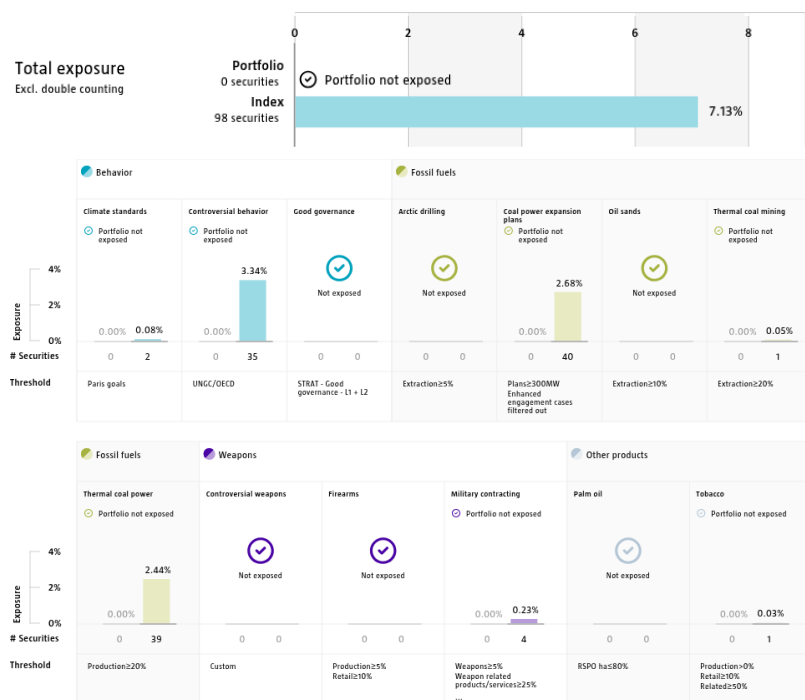 0 2 4 6 8
Total exposure
Excl. double counting
Portfolio
0 securities
Portfolio not exposed
Index
98 securities
7.13%
Behavior
Fossil fuels
Climate standards
Portfolio not
exposed
Controversial behavior
Portfolio not
exposed
Good governance
Not exposed
Arctic drilling
Not exposed
Coal power expansion
plans
Portfolio not
exposed
Oil sands
Not exposed
Thermal coal mining
Portfolio not
exposed
Exposure
4%
2%
0%
0.00% 0.08%
0.00% 3.34%
0.00% 2.68%
0.00% 0.05%
# Securities 0 2 0 35 0 0 0 0 0 40 0 0 0 1
Threshold
Paris goals
UNGC/OECD
STRAT - Good
governance - L1 + L2
Extraction≥5%
Plans≥300MW
Enhanced
engagement cases
filtered out
Extraction≥10%
Extraction≥20%
Fossil fuels
Weapons
Other products
Thermal coal power
Portfolio not exposed
Controversial weapons
Not exposed
Firearms
Not exposed
Military contracting
Portfolio not exposed
Palm oil
Not exposed
Tobacco
Portfolio not exposed
Exposure
4%
2%
0%
0.00% 2.44%
0.00% 0.23%
0.00% 0.03%
# Securities 0 39 0 0 0 0 0 4 0 0 0 1
Threshold
Production≥20%
Custom
Production≥5%
Retail≥10%
Weapons≥5%
Weapon related
products/services≥25%
RSPO ha≤80%
Production>0%
Retail≥10%
Related≥50%